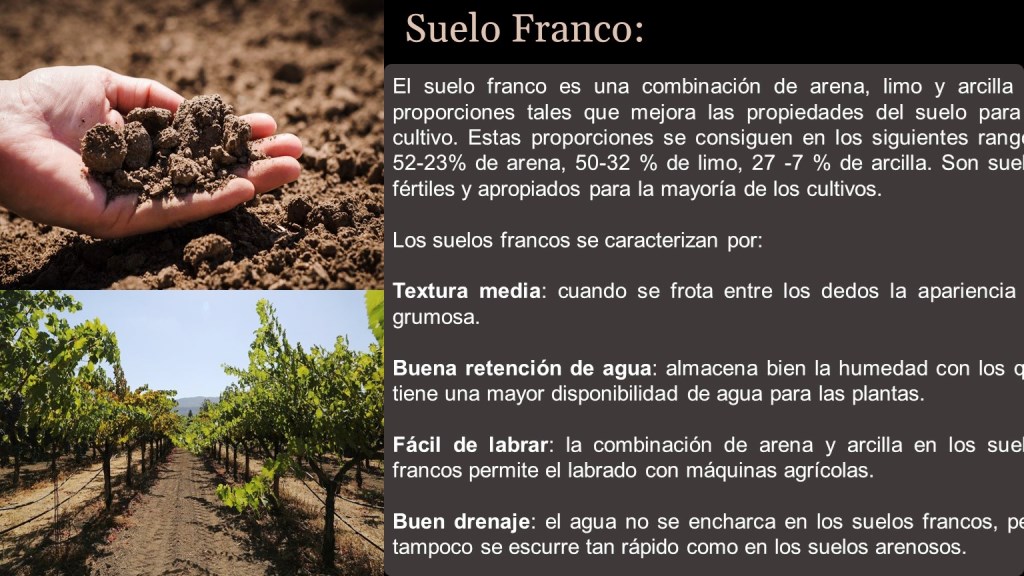 Suelo Franco:
El suelo franco es una combinación de arena, limo y arcilla
proporciones tales que mejora las propiedades del suelo para
cultivo. Estas proporciones se consiguen en los siguientes
52-23% de arena, 50-32 % de limo, 27 -7 % de arcilla. Son
fértiles y apropiados para la mayoría de los cultivos.
Los suelos francos se caracterizan por:
Textura media: cuando se frota entre los dedos la apariencia
grumosa.
Buena retención de agua: almacena bien la humedad con los
tiene una mayor disponibilidad de agua para las plantas.
Fácil de labrar: la combinación de arena y arcilla en los
francos permite el labrado con máquinas agrícolas.
Buen drenaje: el agua no se encharca en los suelos francos,
tampoco se escurre tan rápido como en los suelos arenosos.